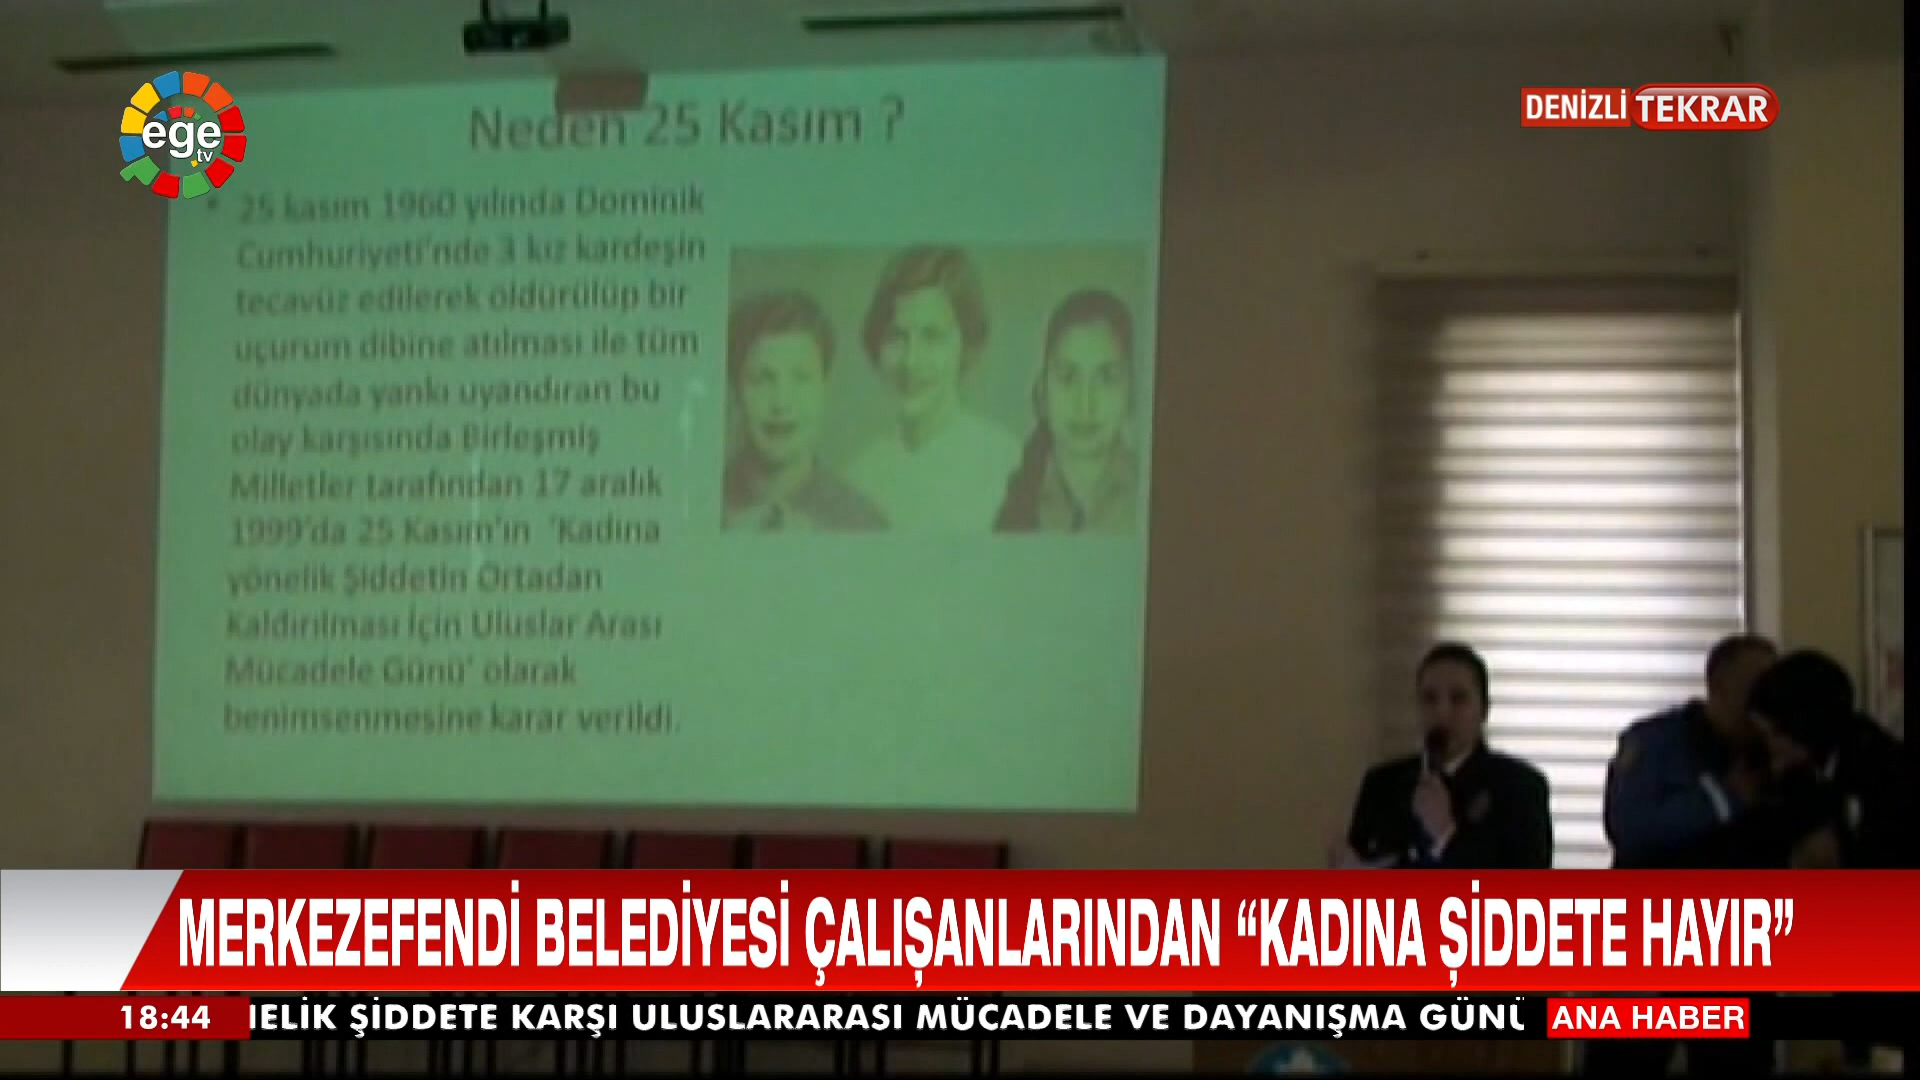 ege
tv
DENİZLİ TEKRAR
Neden 25 Kasım ?
• 25 kasım 1960 yılında Dominik
Cumhuriyeti'nde 3 kız kardeşin
tecavüz edilerek öldürülüp bir
uçurum dibine atılması ile tüm
dünyada yankı uyandıran bu
olay karşısında Birleşmiş
Milletler tarafından 17 aralık
1999'da 25 Kasım'ın 'Kadına
yönelik Şiddetin Ortadan
Kaldırılması İçin Uluslar Arası
Mücadele Günü' olarak
benimsenmesine karar verildi.
MERKEZEFENDİ BELEDİYESİ ÇALIŞANLARINDAN “KADINA ŞİDDETE HAYIR”
18:44 NELİK ŞİDDETE KARŞI ULUSLARARASI MÜCADELE VE DAYANIŞMA GÜNÜ ANA HABER